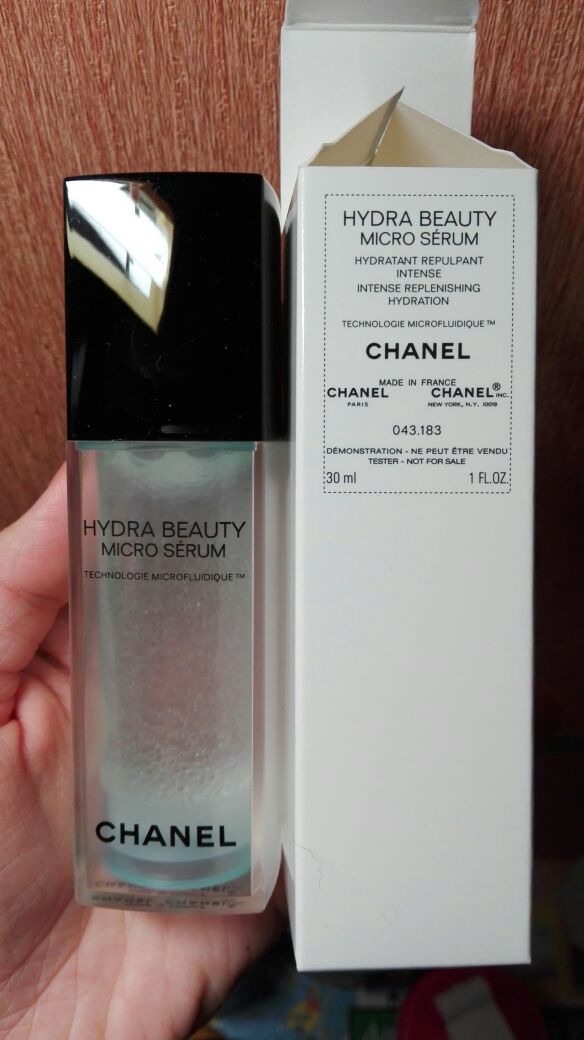 HYDRA BEAUTY
MICRO SÉRUM
TECHNOLOGIE MICROFLUIDIQUE™
CHANEL
HYDRA BEAUTY
MICRO SÉRUM
HYDRATANT REPULPANT
INTENSE
INTENSE REPLENISHING
HYDRATION
TECHNOLOGIE MICROFLUIDIQUE™
CHANEL
MADE IN FRANCE
CHANEL CHANEL® INC.
PARIS NEW YORK, N.Y. 10019
043.183
DÉMONSTRATION - NE PEUT ÊTRE VENDU
TESTER - NOT FOR SALE
30 ml 1 FL.OZ.